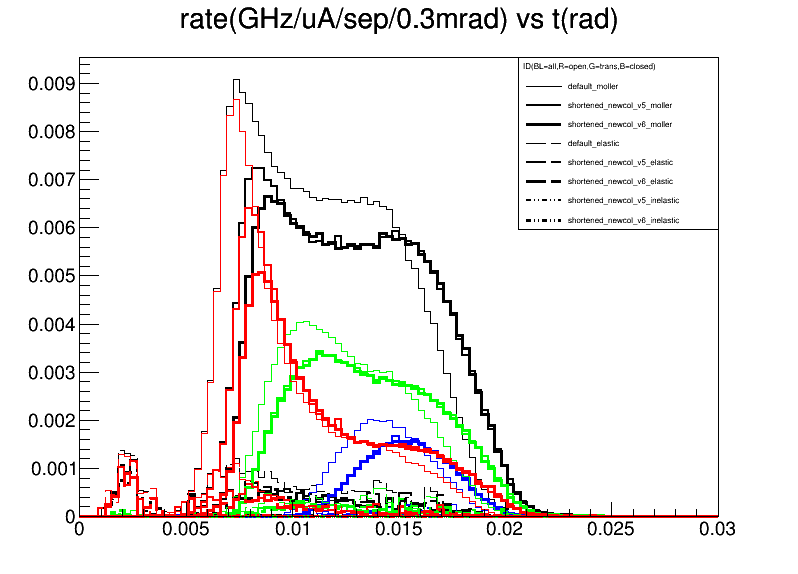 rate(GHz/uA/sep/0.3mrad) vs t(rad)
ID(BL=all,R=open,G=trans,B=closed)
default_moller
shortened_newcol_v5_moller
shortened_newcol_v6_moller
default_elastic
shortened_newcol_v5_elastic
shortened_newcol_v6_elastic
shortened_newcol_v5_inelastic
shortened_newcol_v6_inelastic
0.009
0.008
0.007
0.006
0.005
0.004
0.003
0.002
0.001
0
0 0.005 0.01 0.015 0.02 0.025 0.03